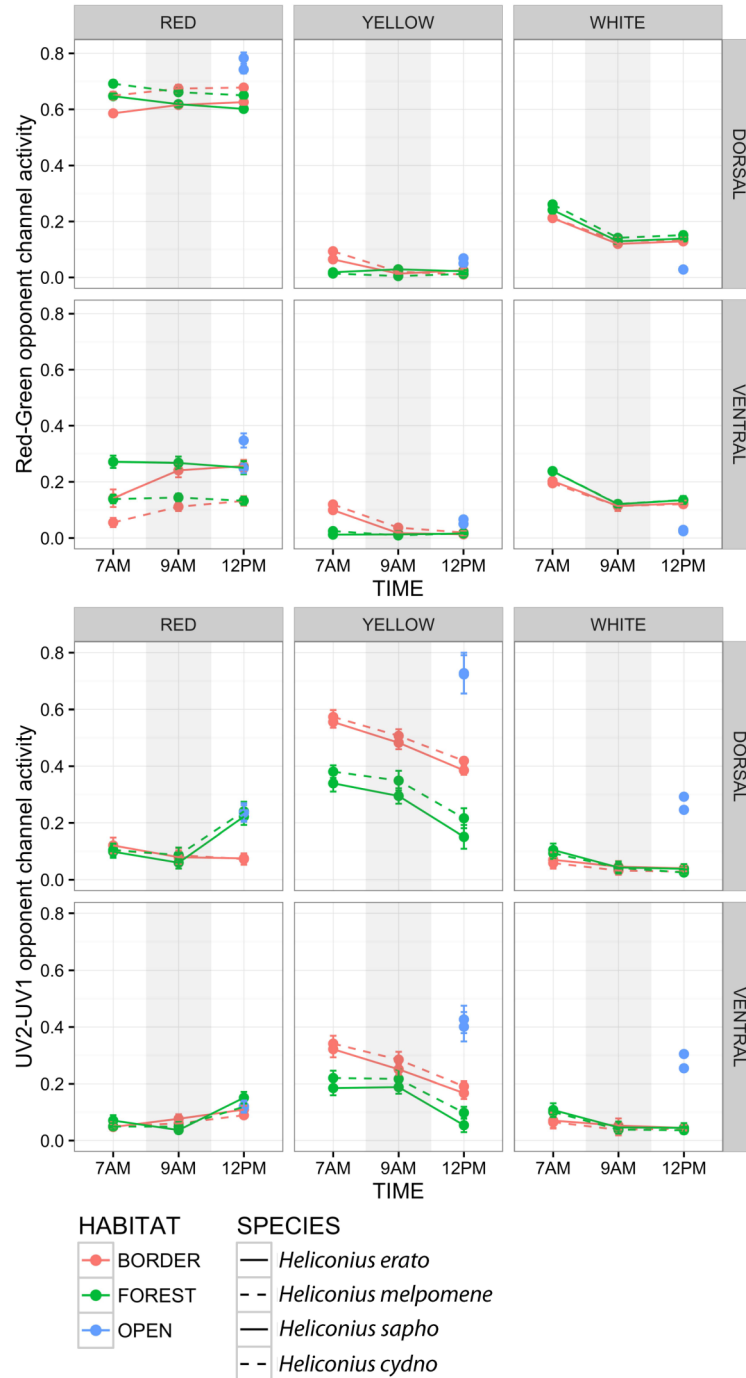 RED YELLOW WHITE
Red-Green opponent channel activity
0.8
0.6
0.4
0.2
0.0
DORSAL
0.8
0.6
0.4
0.2
0.0
VENTRAL
7AM 9AM 12PM 7AM 9AM 12PM 7AM 9AM 12PM
TIME
RED YELLOW WHITE
UV2-UV1 opponent channel activity
0.8
0.6
0.4
0.2
0.0
DORSAL
0.8
0.6
0.4
0.2
0.0
VENTRAL
7AM 9AM 12PM 7AM 9AM 12PM 7AM 9AM 12PM
TIME
HABITAT
BORDER
FOREST
OPEN
SPECIES
Heliconius erato
Heliconius melpomene
Heliconius sapho
Heliconius cydno